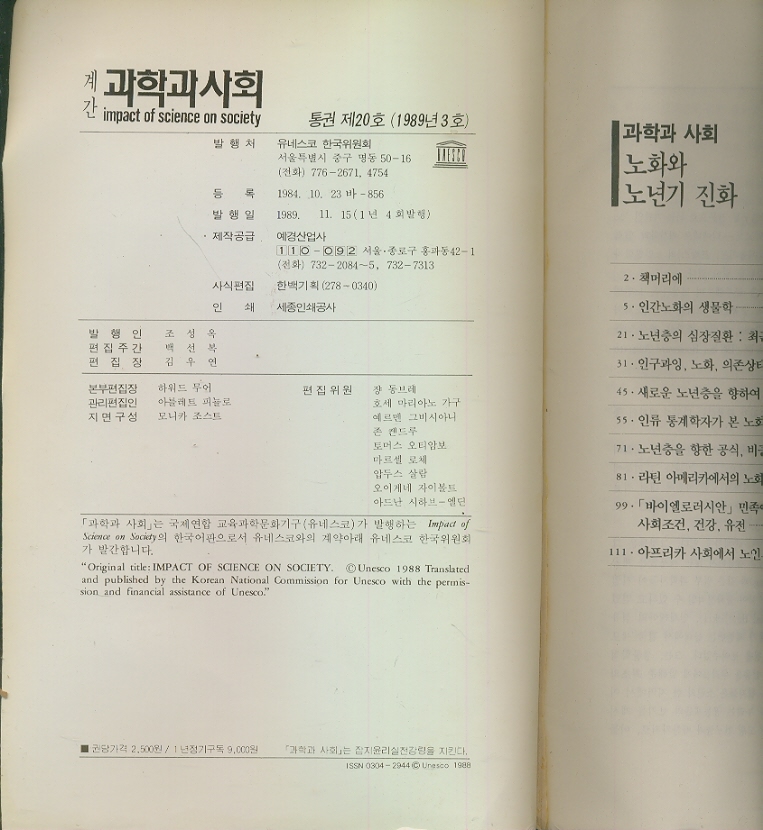 계간 과학과사회
impact of science on society
통권 제20호 (1989년 3호)
발행처 유네스코 한국위원회
서울특별시 중구 명동 50-16
(전화) 776-2671, 4754
UNESCO
등록 1984. 10. 23 바-856
발행일 1989. 11. 15 (1년 4회발행)
제작공급 예경산업사
110-092 서울·종로구 홍파동42-1
(전화) 732-2084~5, 732-7313
사식편집 한백기획(278-0340)
인쇄 세종인쇄공사
발행인 조성옥
편집주간 백선복
편집장 김우연
본부편집장 하워드 무어
관리편집인 아블래트 피늘로
지면구성 모니카 조스트
편집위원 쟝 동브레
호세 마리아노 가구
예르멘 그비시아니
존 켄드루
토머스 오티암보
마르셀 로체
압두스 살람
오이게네 자이볼트
아드난 시하브-엘딘
「과학과 사회」는 국제연합 교육과학문화기구(유네스코)가 발행하는 Impact of
Science on Society의 한국어판으로서 유네스코와의 계약아래 유네스코 한국위원회
가 발간합니다.
“Original title: IMPACT OF SCIENCE ON SOCIETY. ©Unesco 1988 Translated
and published by the Korean National Commission for Unesco with the permis-
sion and financial assistance of Unesco.”
■ 권당가격 2,500원 / 1년정기구독 9,000원 「과학과 사회」는 잡지윤리실천강령을 지킨다.
ISSN 0304-2944 © Unesco 1988
과학과 사회
노화와
노년기 진화
2·책머리에
5·인간노화의 생물학
21·노년층의 심장질환 : 최근
31·인구과잉, 노화, 의존상태
45·새로운 노년층을 향하여
55·인류 통계학자가 본 노화
71·노년층을 향한 공식, 비공
81·라틴 아메리카에서의 노화
99·「바이엘로러시안」 민족에
사회조건, 건강, 유전
111·아프리카 사회에서 노인